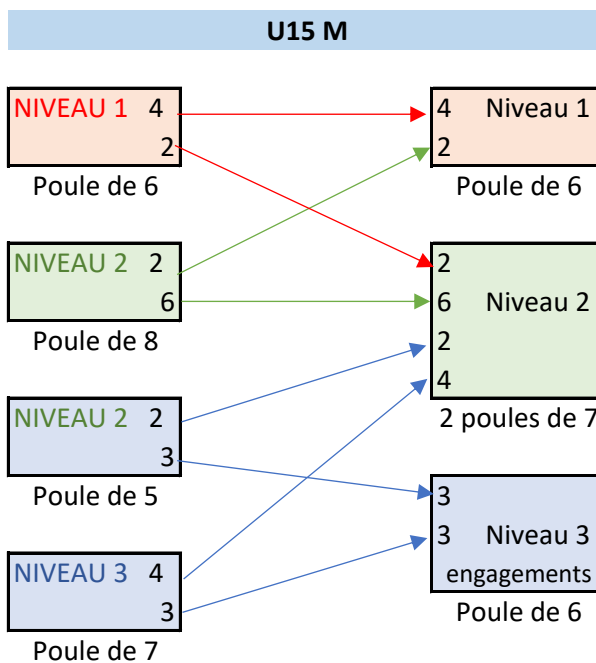 U15 M
NIVEAU 1 4
2
Poule de 6
NIVEAU 2 2
6
Poule de 8
NIVEAU 2 2
3
Poule de 5
NIVEAU 3 4
3
Poule de 7
4 Niveau 1
2
Poule de 6
2
6 Niveau 2
2
4
2 poules de 7
3
3 Niveau 3
engagements
Poule de 6